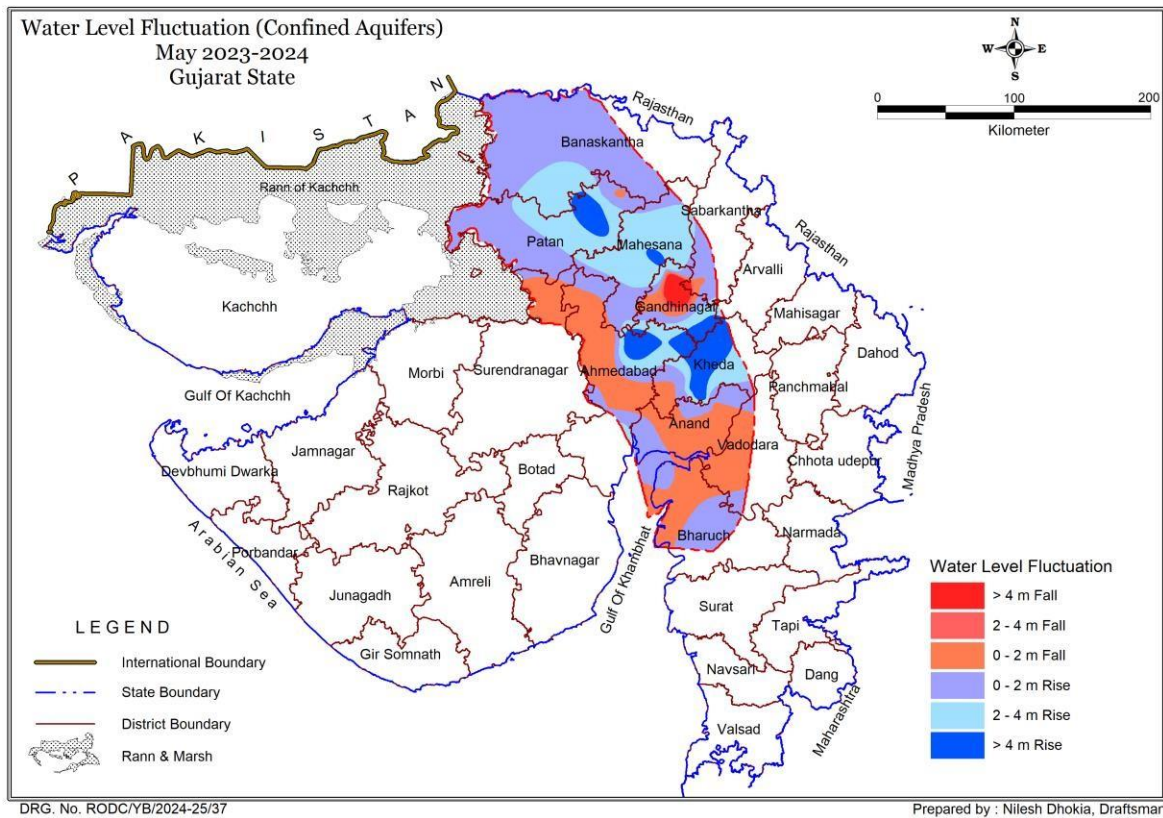 Water Level Fluctuation (Confined Aquifers)
May 2023-2024
Gujarat State
N
W E
S
0 100 200
Kilometer
PAKISTAN
Rajasthan
Banaskantha
Rann of Kachchh
Sabarkantha
Rajasthan
Patan
Mahesana
Arvalli
Kachchh
Gandhinagar
Mahisagar
Dahod
Morbi
Surendranagar
Ahmedabad
Kheda
Panchmahal
Gulf Of Kachchh
Anand
Vadodara
Madhya Pradesh
Jamnagar
Devbhumi Dwarka
Botad
Chhota udepur
Rajkot
Arabian Sea
Porbandar
Bharuch
Narmada
Bhavnagar
Gulf Of Khambhat
Junagadh
Amreli
Surat
Tapi
Gir Somnath
Navsari
Dang
Valsad
Maharashtra
Water Level Fluctuation
> 4 m Fall
2 - 4 m Fall
0 - 2 m Fall
0 - 2 m Rise
2 - 4 m Rise
> 4 m Rise
LEGEND
International Boundary
State Boundary
District Boundary
Rann & Marsh
DRG. No. RODC/YB/2024-25/37
Prepared by : Nilesh Dhokia, Draftsman